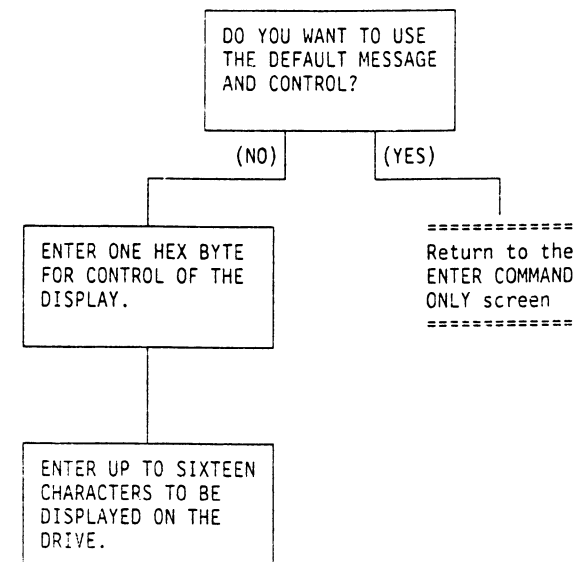 DO YOU WANT TO USE
THE DEFAULT MESSAGE
AND CONTROL?
(NO)
(YES)
ENTER ONE HEX BYTE
FOR CONTROL OF THE
DISPLAY.
=============
Return to the
ENTER COMMAND
ONLY screen
=============
ENTER UP TO SIXTEEN
CHARACTERS TO BE
DISPLAYED ON THE
DRIVE.